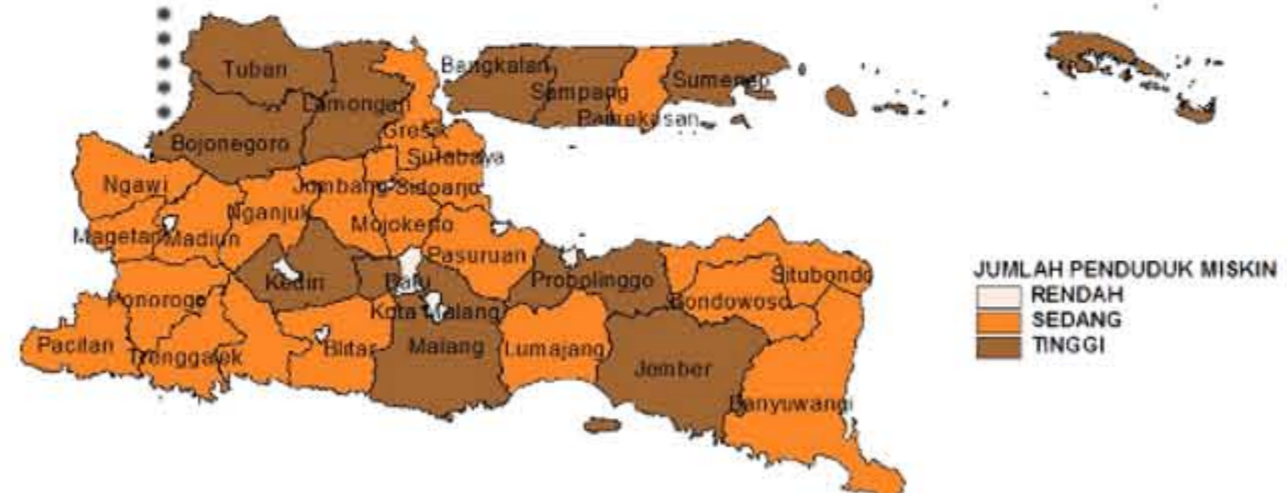 Tuban
Bangkalan
Sampang
Sumenep
Lamongan
Pamekasan
Gresik
Bojonegoro
Surabaya
Ngawi
Jombang
Sidoarjo
Nganjuk
Mojokerto
Magetan
Madiun
Pasuruan
Kediri
Batu
Probolinggo
Situbondo
Bondowoso
Ponorogo
Kota Malang
Pacitan
Trenggalek
Blitar
Malang
Lumajang
Jember
Banyuwangi
JUMLAH PENDUDUK MISKIN
RENDAH
SEDANG
TINGGI